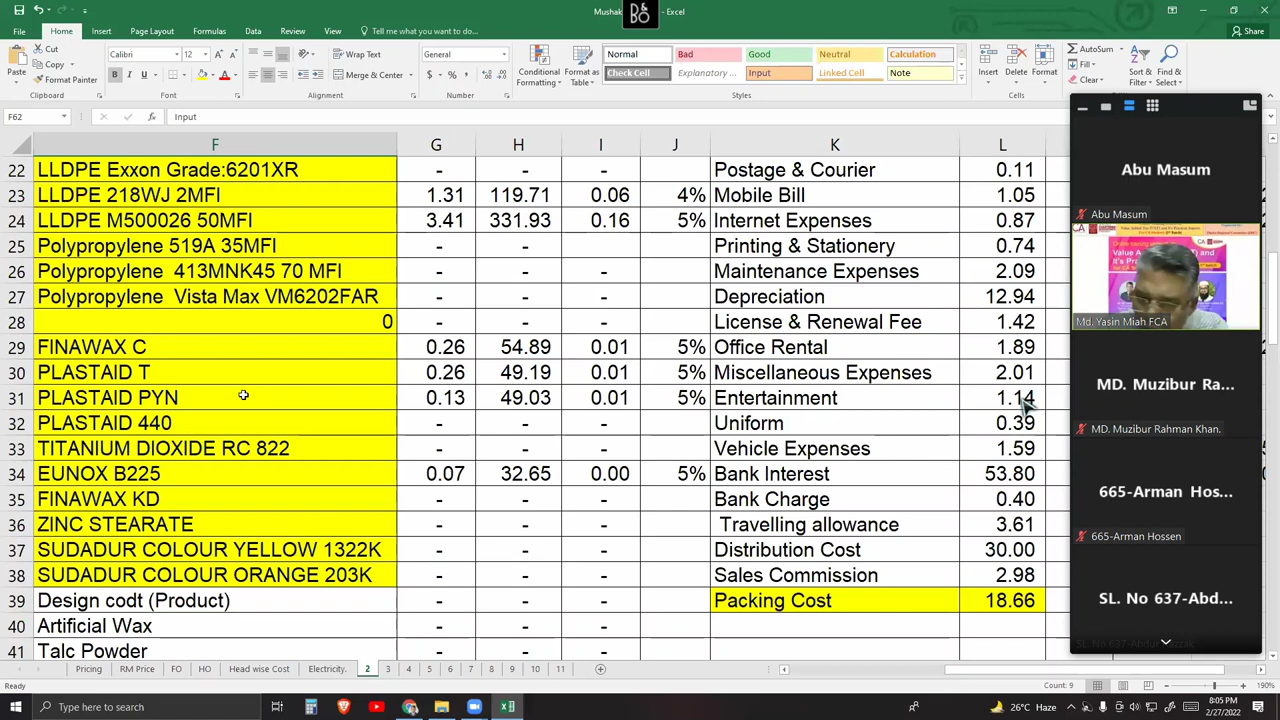 Mushak
- Excel
B&O
File
Home
Insert
Page Layout
Formulas
Data
Review
View
Tell me what you want to do...
Share
Paste
Cut
Copy
Format Painter
Clipboard
Calibri
12
Font
Wrap Text
Merge & Center
Alignment
General
Number
Conditional Formatting
Format as Table
Normal
Bad
Good
Neutral
Calculation
Check Cell
Explanatory ...
Input
Linked Cell
Note
Styles
Insert
Delete
Format
Cells
AutoSum
Fill
Clear
Sort & Filter
Find & Select
F62
Input
F G H I J K L
22 LLDPE Exxon Grade:6201XR - - - Postage & Courier 0.11
23 LLDPE 218WJ 2MFI 1.31 119.71 0.06 4% Mobile Bill 1.05
24 LLDPE M500026 50MFI 3.41 331.93 0.16 5% Internet Expenses 0.87
25 Polypropylene 519A 35MFI - - - Printing & Stationery 0.74
26 Polypropylene 413MNK45 70 MFI - - - Maintenance Expenses 2.09
27 Polypropylene Vista Max VM6202FAR - - - Depreciation 12.94
28 0 License & Renewal Fee 1.42
29 FINAWAX C 0.26 54.89 0.01 5% Office Rental 1.89
30 PLASTAID T 0.26 49.19 0.01 5% Miscellaneous Expenses 2.01
31 PLASTAID PYN 0.13 49.03 0.01 5% Entertainment 1.14
32 PLASTAID 440 - - - Uniform 0.39
33 TITANIUM DIOXIDE RC 822 - - - Vehicle Expenses 1.59
34 EUNOX B225 0.07 32.65 0.00 5% Bank Interest 53.80
35 FINAWAX KD - - - Bank Charge 0.40
36 ZINC STEARATE - - - Travelling allowance 3.61
37 SUDADUR COLOUR YELLOW 1322K - - - Distribution Cost 30.00
38 SUDADUR COLOUR ORANGE 203K - - - Sales Commission 2.98
39 Design codt (Product) - - - Packing Cost 18.66
40 Artificial Wax - - -
41 Talc Powder - - -
Abu Masum
Abu Masum
CA
Md. Yasin Miah FCA
MD. Muzibur Ra...
MD. Muzibur Rahman Khan.
665-Arman Hos...
665-Arman Hossen
SL. No 637-Abd...
Pricing RM Price FO HO Head wise Cost Electricity. 2 3 4 5 6 7 8 9 10 11
Ready
Count: 9
190%
Type here to search
26°C Haze
8:05 PM
2/27/2022